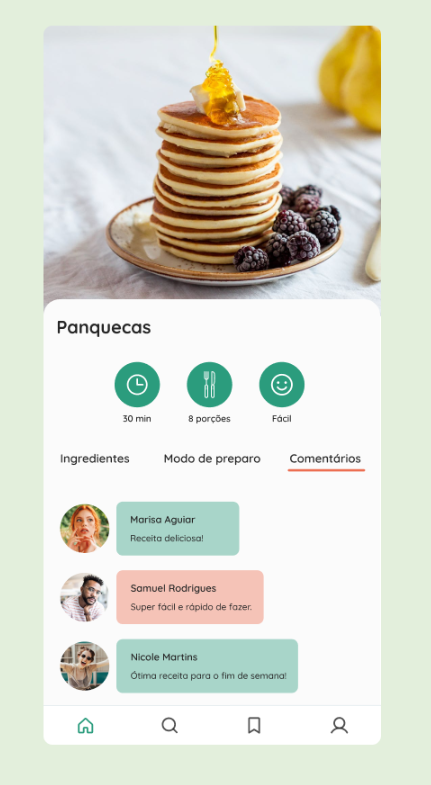 Panquecas
30 min
8 porções
Fácil
Ingredientes
Modo de preparo
Comentários
Marisa Aguiar
Receita deliciosa!
Samuel Rodrigues
Super fácil e rápido de fazer.
Nicole Martins
Ótima receita para o fim de semana!